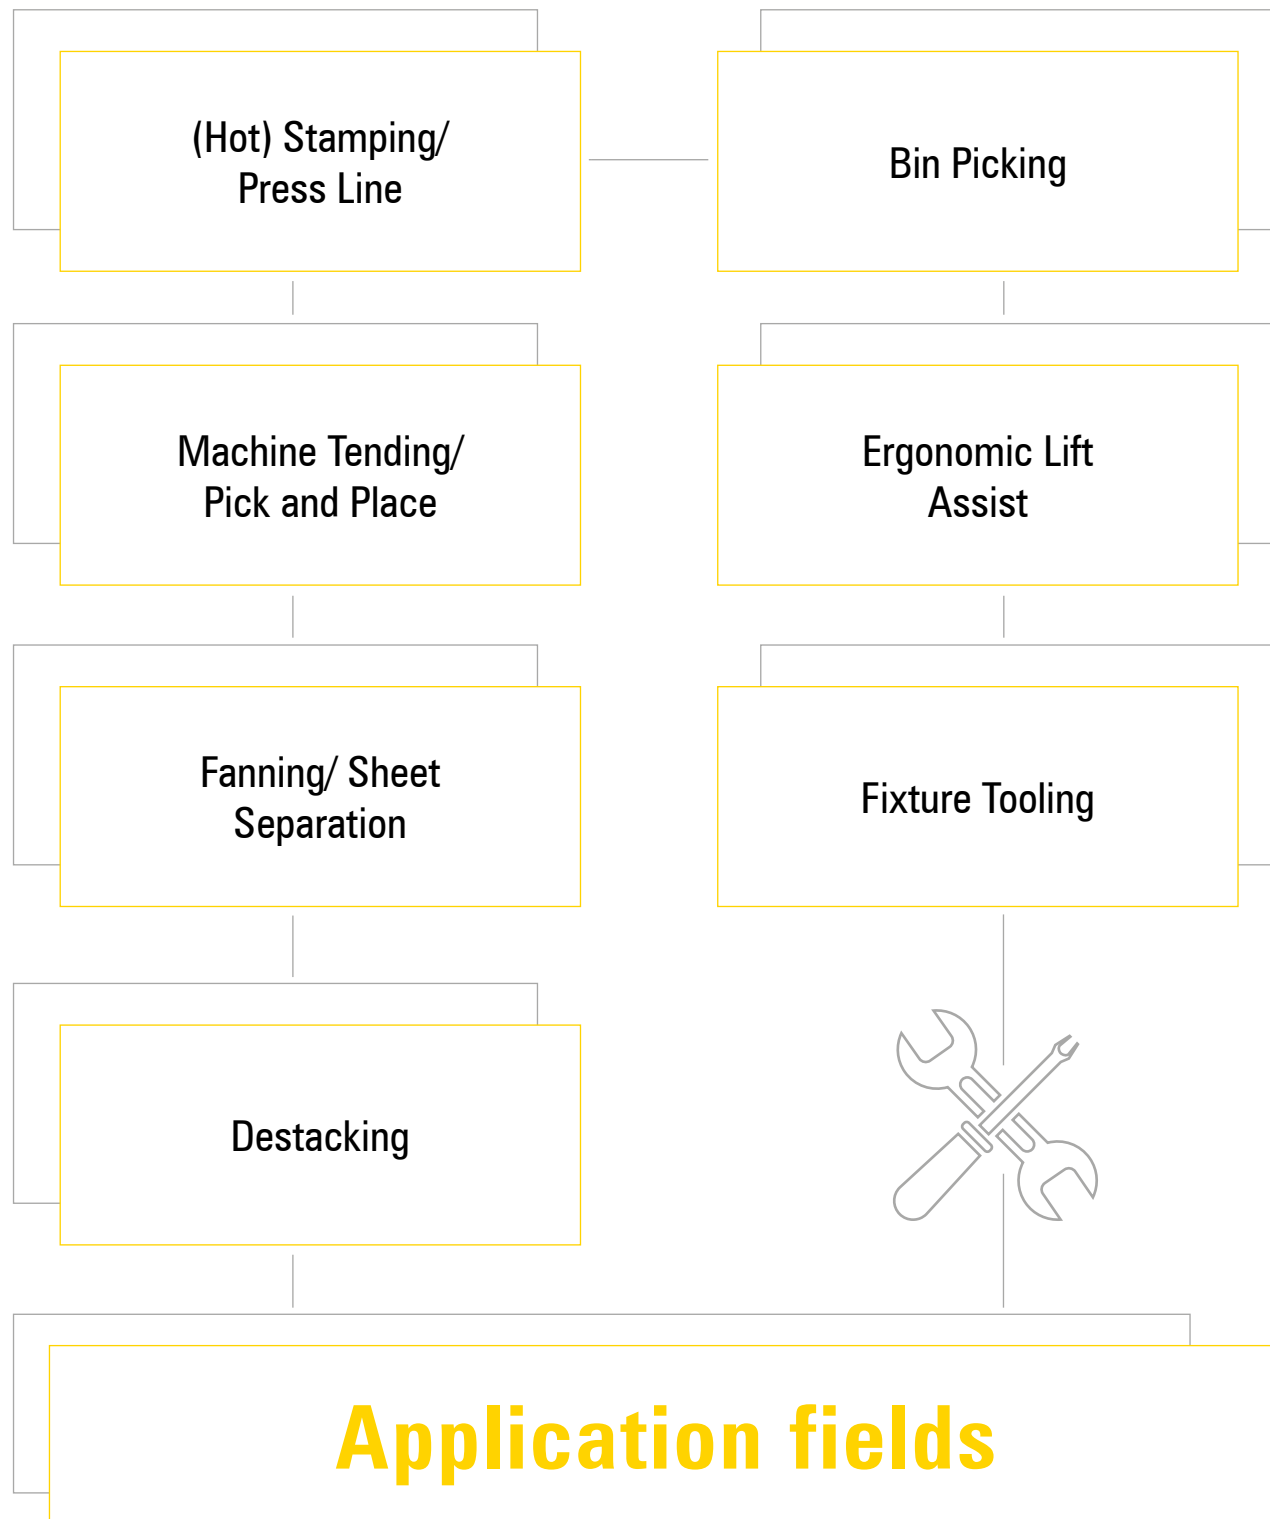 (Hot) Stamping/
Press Line
Bin Picking
Machine Tending/
Pick and Place
Ergonomic Lift
Assist
Fanning/ Sheet
Separation
Fixture Tooling
Destacking
Application fields